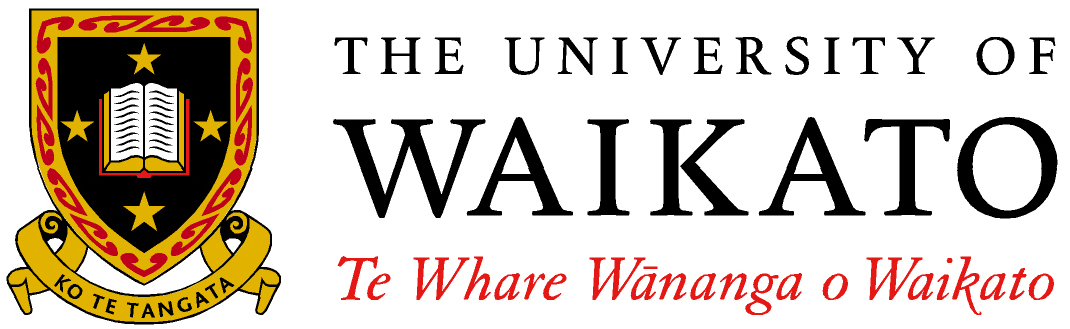 THE UNIVERSITY OF
WAIKATO
Te Whare Wānanga o Waikato
KO TE TANGATA